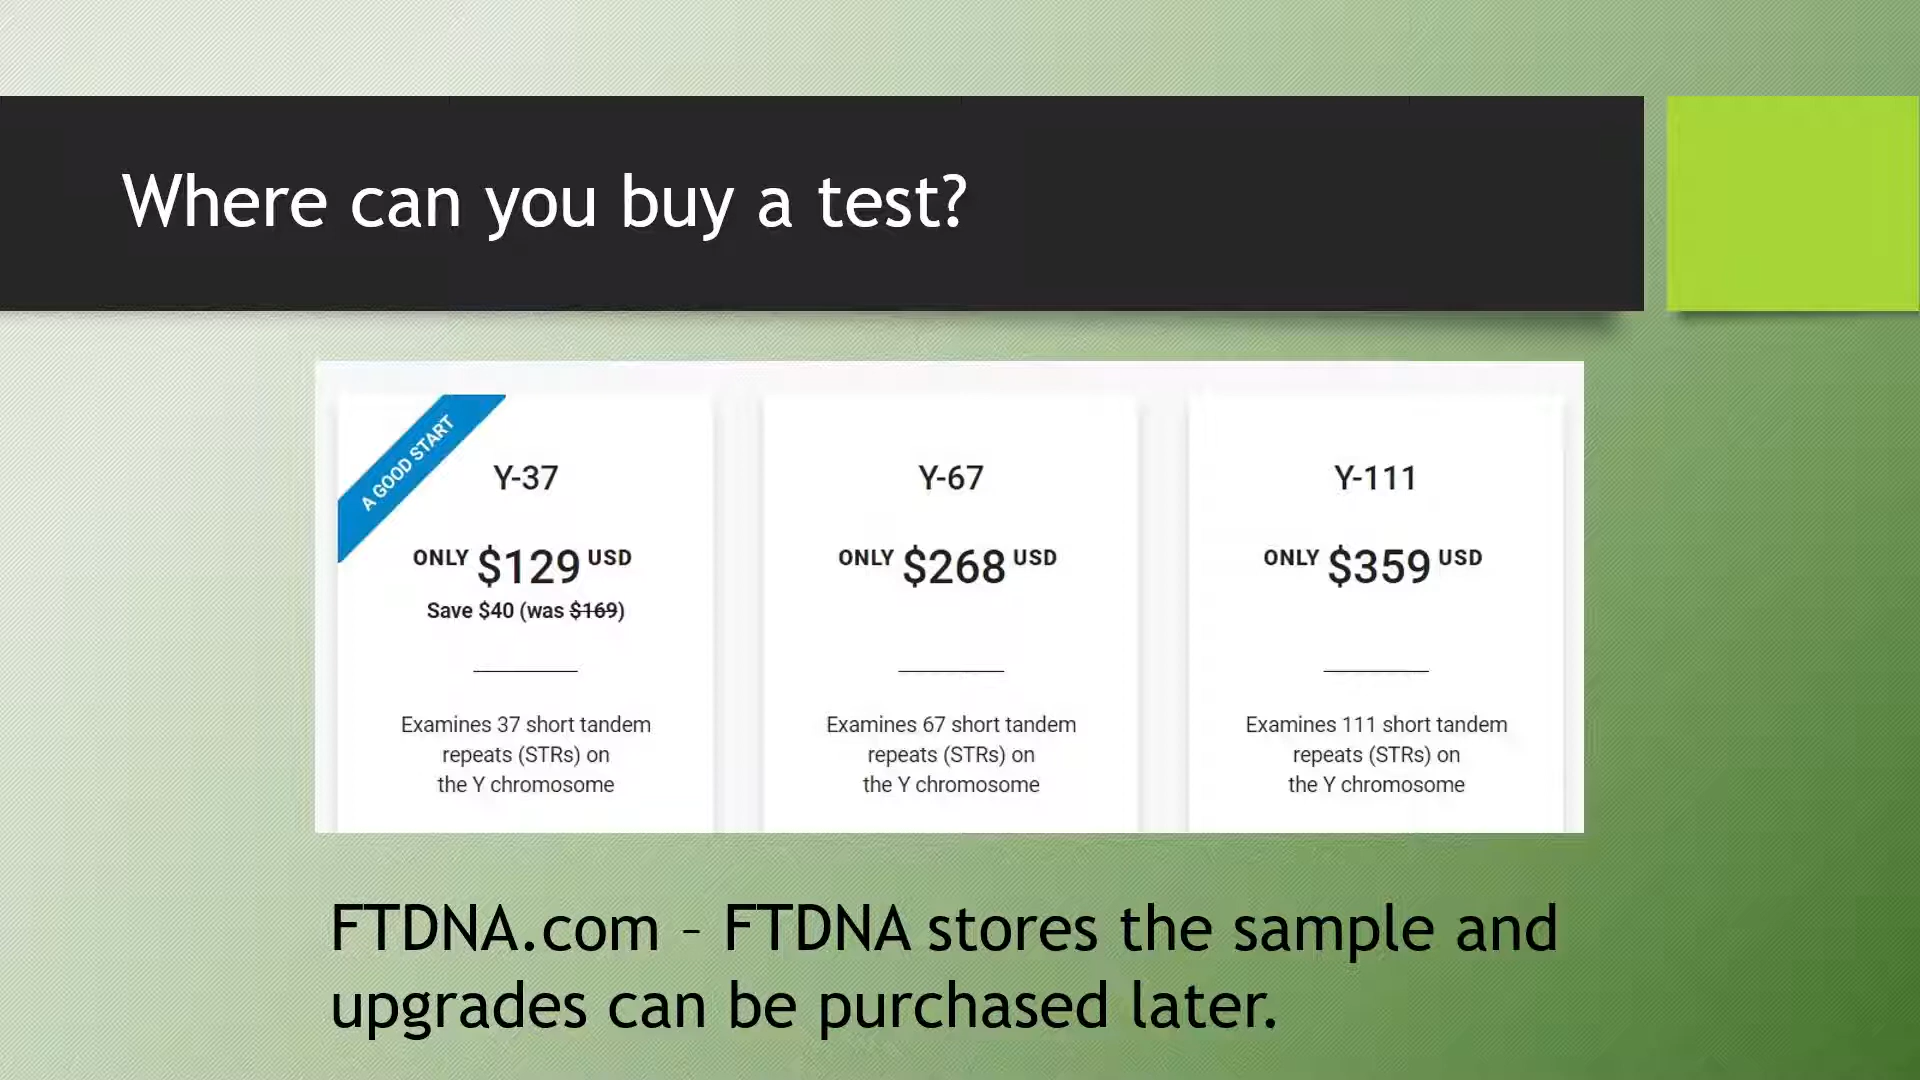 Where can you buy a test?
A GOOD START
Y-37
ONLY $129 USD
Save $40 (was $169)
Examines 37 short tandem
repeats (STRs) on
the Y chromosome
Y-67
ONLY $268 USD
Examines 67 short tandem
repeats (STRs) on
the Y chromosome
Y-111
ONLY $359 USD
Examines 111 short tandem
repeats (STRs) on
the Y chromosome
FTDNA.com – FTDNA stores the sample and
upgrades can be purchased later.